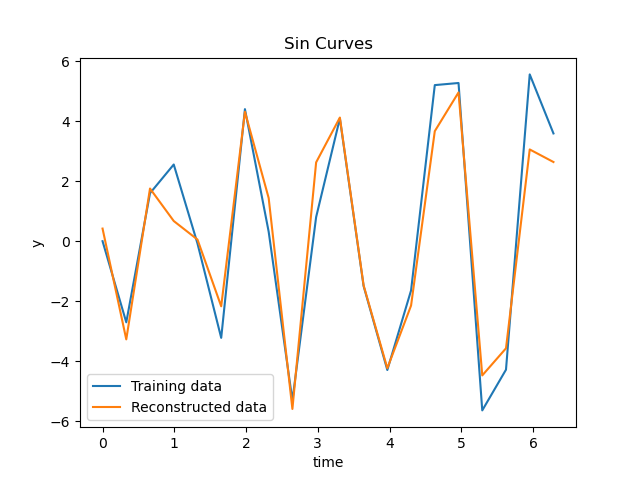 Sin Curves
6
4
2
0
−2
−4
−6
y
Training data
Reconstructed data
0 1 2 3 4 5 6
time